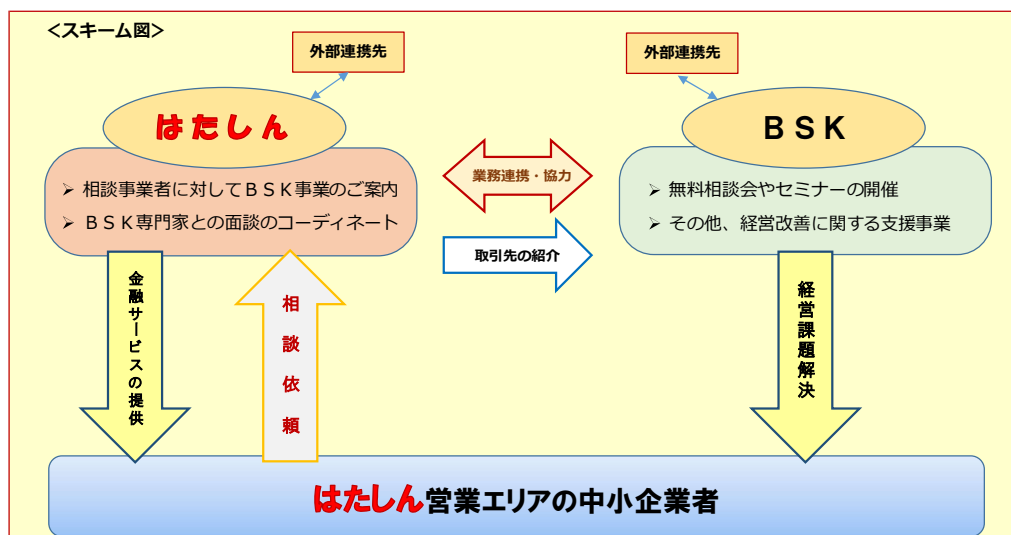 ＜スキーム図＞
外部連携先
外部連携先
はたしん
ＢＳＫ
➢ 相談事業者に対してＢＳＫ事業のご案内
➢ ＢＳＫ専門家との面談のコーディネート
業務連携・協力
取引先の紹介
➢ 無料相談会やセミナーの開催
➢ その他、経営改善に関する支援事業
金融サービスの提供
相談依頼
経営課題解決
はたしん営業エリアの中小企業者